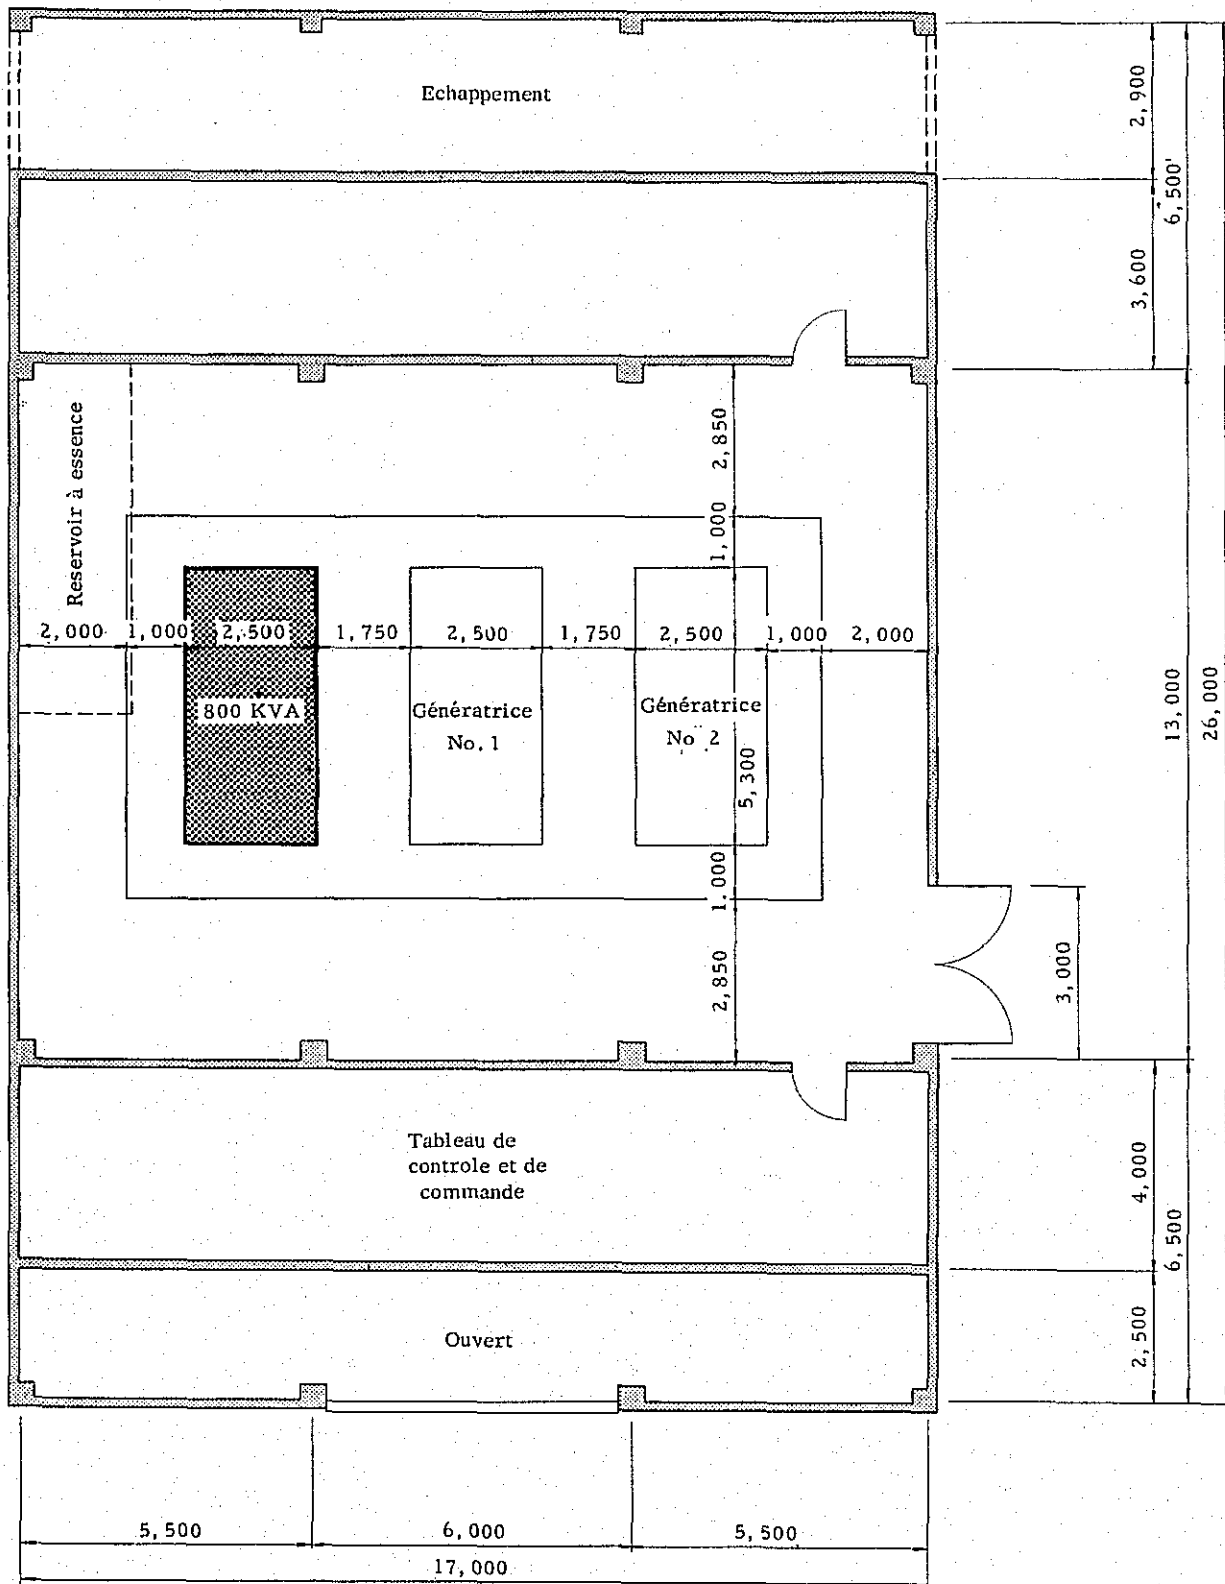 Echappement
2,900
6,500
3,600
Reservoir à essence
2,850
1,000
2,000
1,000
2,500
1,750
2,500
1,750
2,500
1,000
2,000
800 KVA
Génératrice
No. 1
Génératrice
No 2
5,300
13,000
26,000
1.000
2,850
3,000
Tableau de
controle et de
commande
4,000
6,500
Ouvert
2,500
5,500
6,000
5,500
17,000